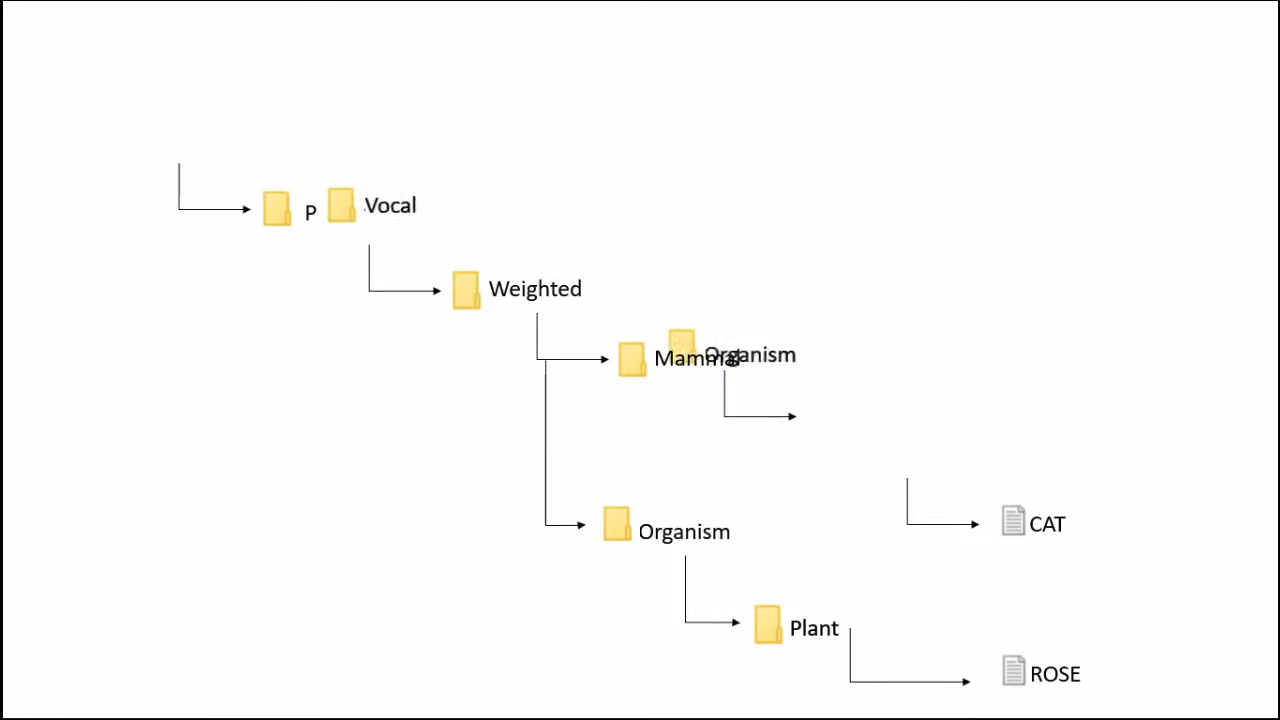 P
Vocal
Weighted
Organism
CAT
Organism
Plant
ROSE